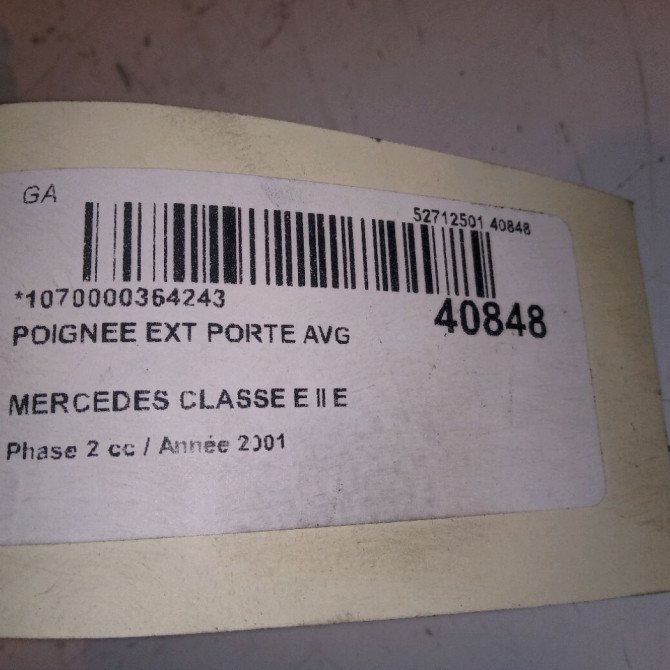 GA
52712501 40848
*1070000364243
40848
POIGNEE EXT PORTE AVG
MERCEDES CLASSE E II E
Phase 2 cc / Année 2001